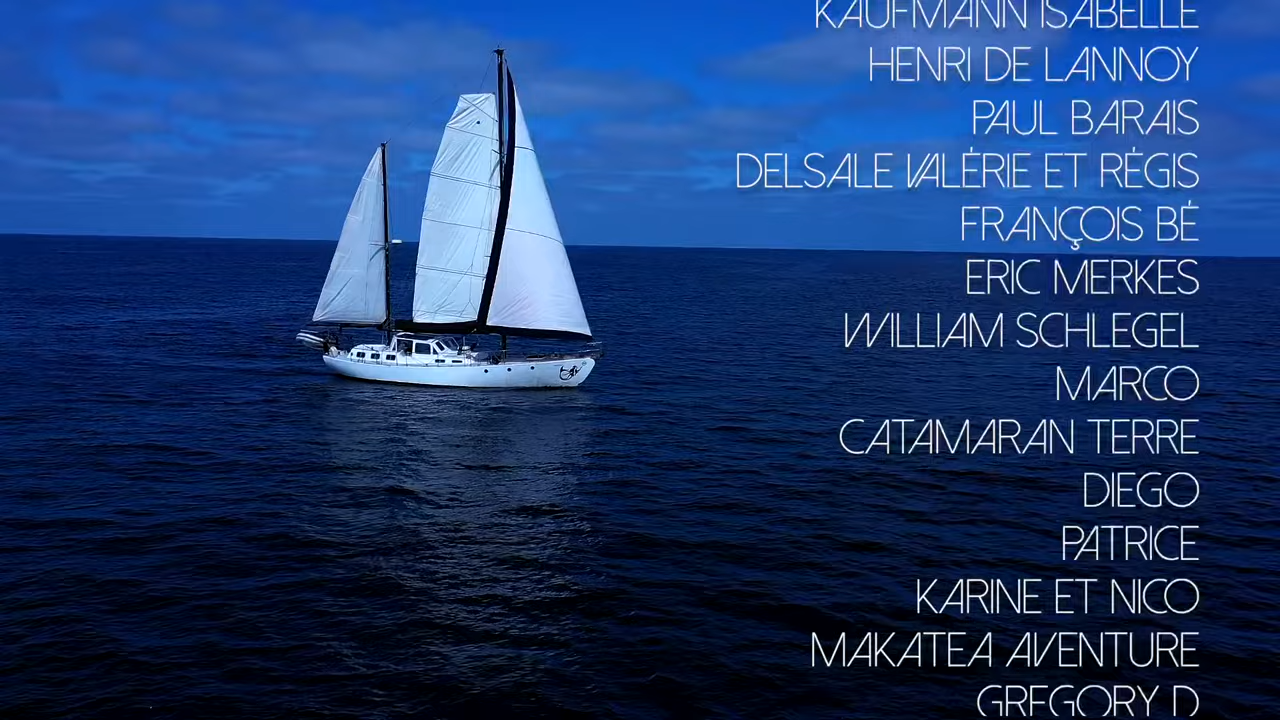 KAUFMANN ISABELLE
HENRI DE LANNOY
PAUL BARAIS
DELSALE VALÉRIE ET RÉGIS
FRANÇOIS BÉ
ERIC MERKES
WILLIAM SCHLEGEL
MARCO
CATAMARAN TERRE
DIEGO
PATRICE
KARINE ET NICO
MAKATEA AVENTURE
GREGORY D